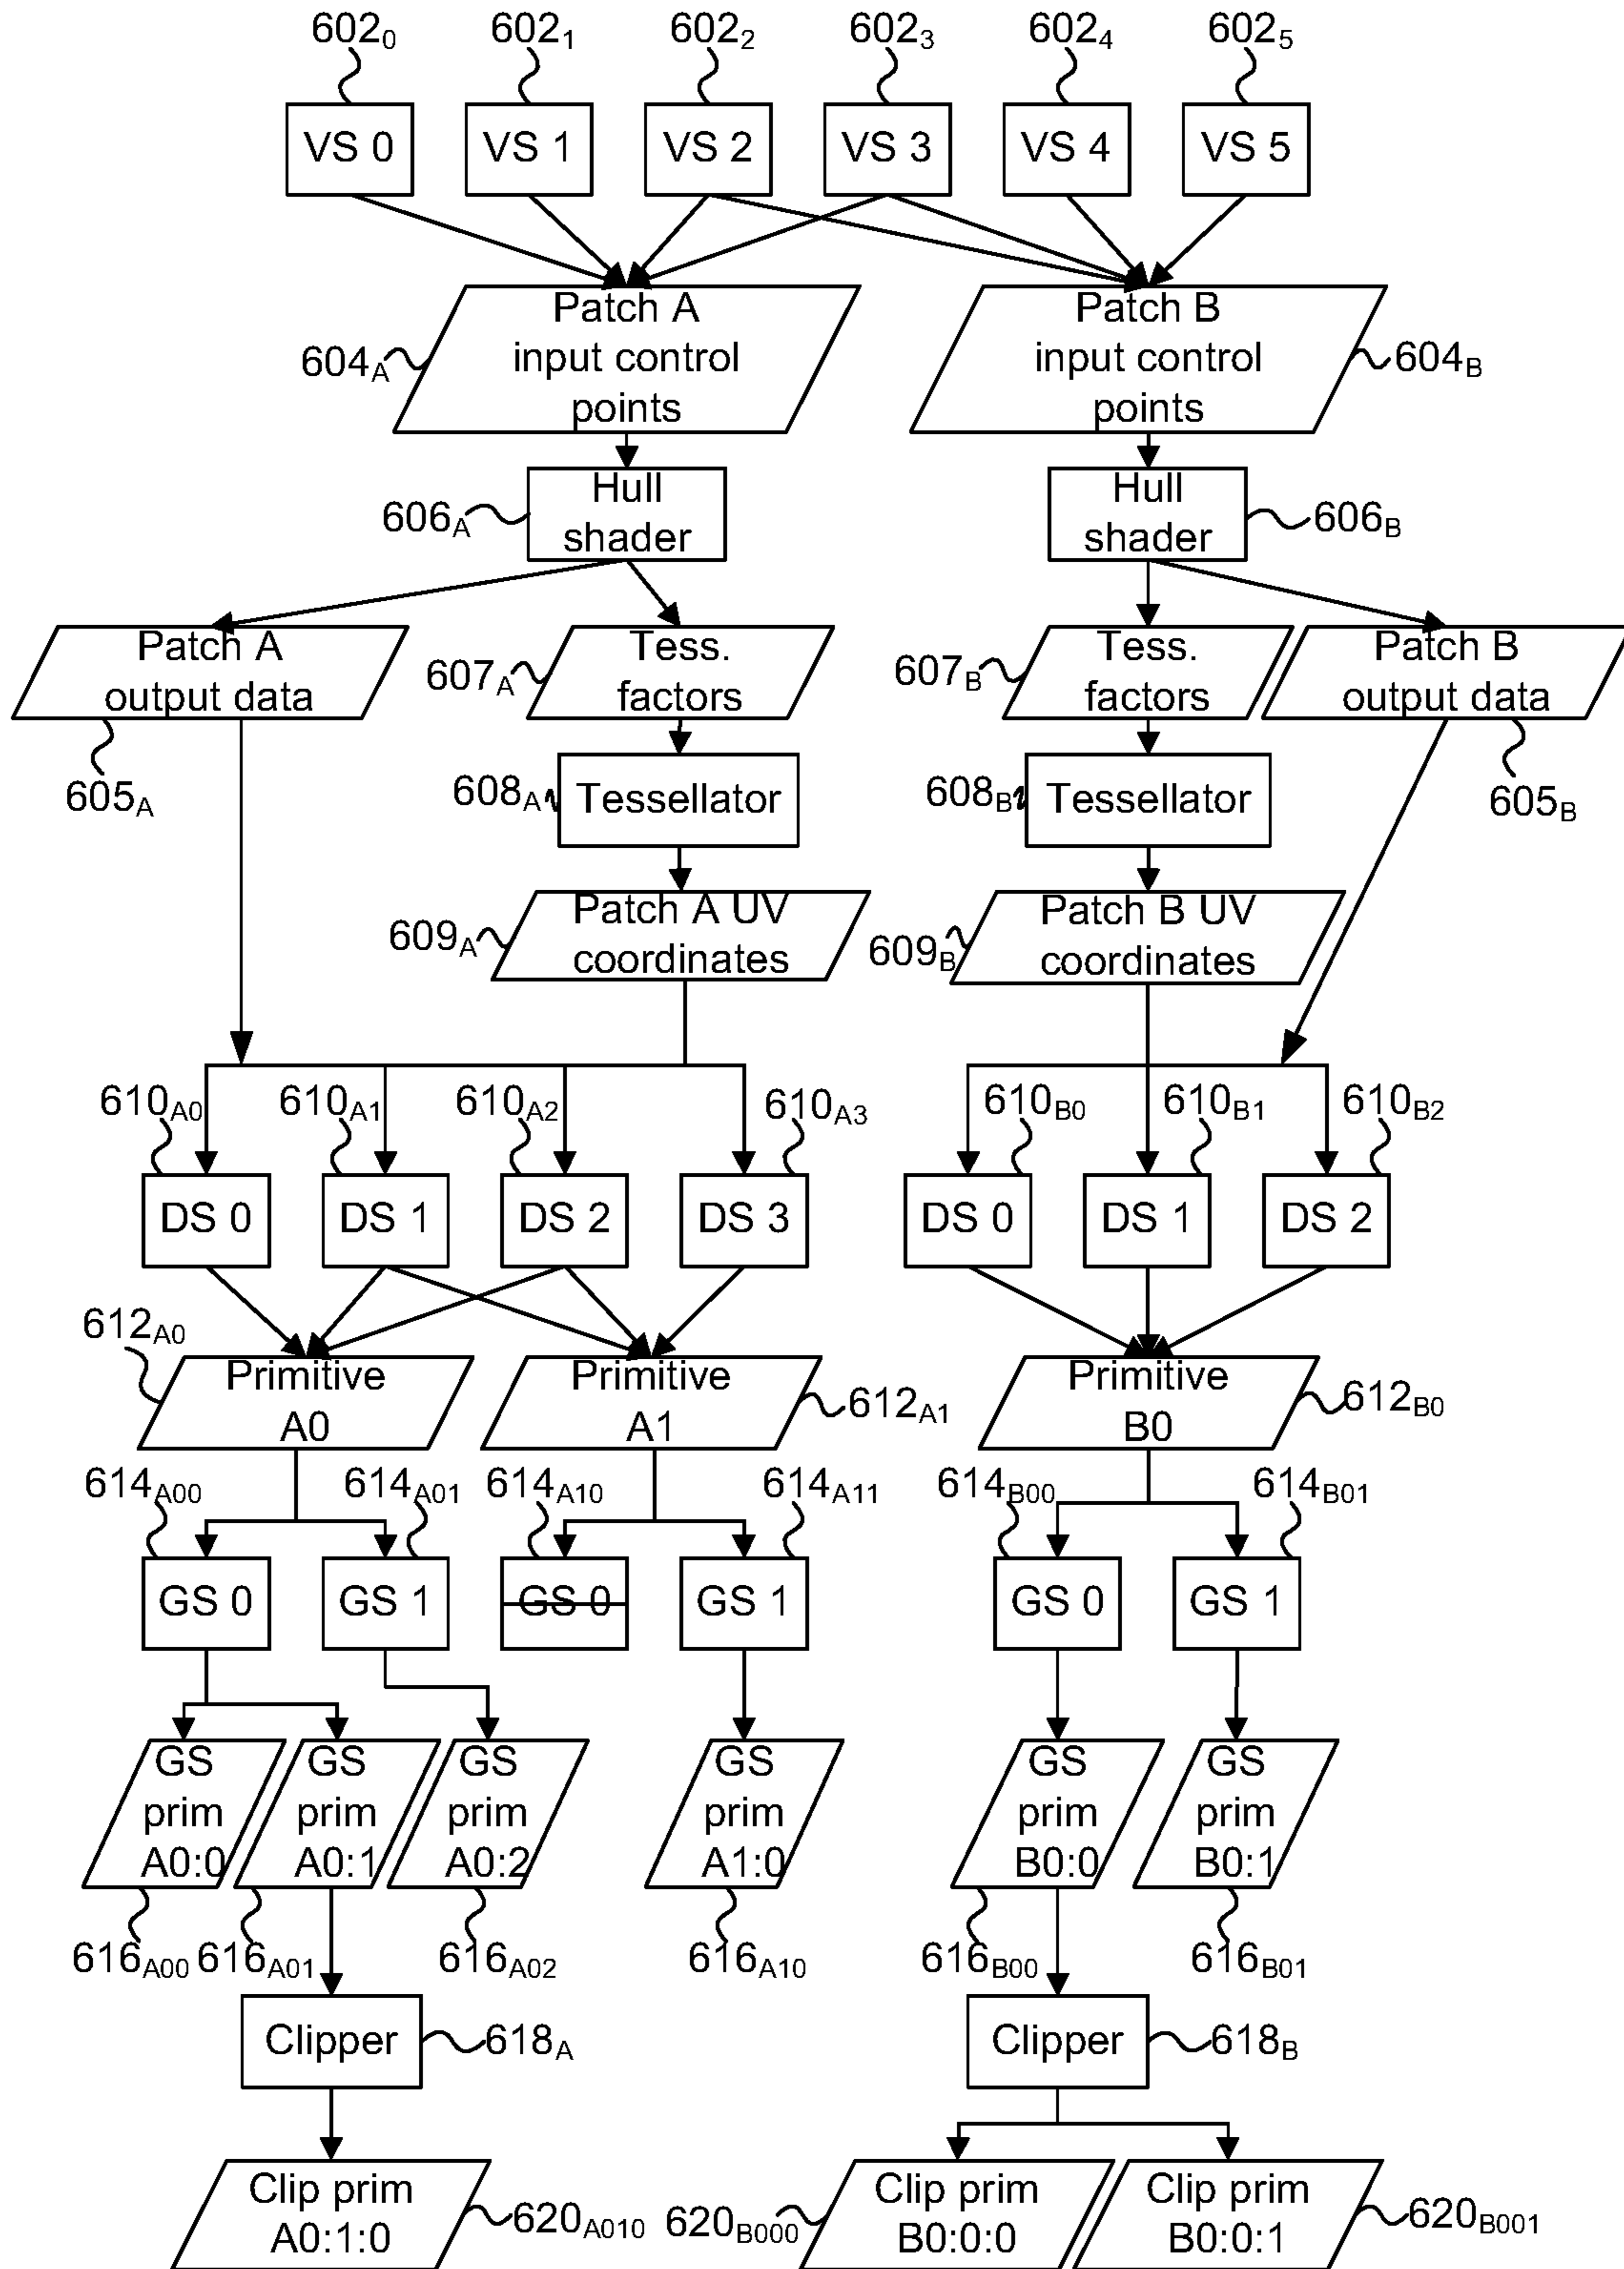 602₀ 602₁ 602₂ 602₃ 602₄ 602₅
VS 0 VS 1 VS 2 VS 3 VS 4 VS 5
Patch A
input control
points
604A
Patch B
input control
points
604B
Hull
shader
606A
Hull
shader
606B
Patch A
output data
605A
Tess.
factors
607A
Tess.
factors
607B
Patch B
output data
605B
608A Tessellator
608B Tessellator
Patch A UV
coordinates
609A
Patch B UV
coordinates
609B
610A0 610A1 610A2 610A3 610B0 610B1 610B2
DS 0 DS 1 DS 2 DS 3 DS 0 DS 1 DS 2
612A0
Primitive
A0
Primitive
A1
612A1
Primitive
B0
612B0
614A00 614A01 614A10 614A11 614B00 614B01
GS 0 GS 1 GS 0 GS 1 GS 0 GS 1
GS
prim
A0:0
GS
prim
A0:1
GS
prim
A0:2
GS
prim
A1:0
GS
prim
B0:0
GS
prim
B0:1
616A00 616A01 616A02 616A10 616B00 616B01
Clipper 618A
Clipper 618B
Clip prim
A0:1:0
620A010
620B000
Clip prim
B0:0:0
Clip prim
B0:0:1
620B001